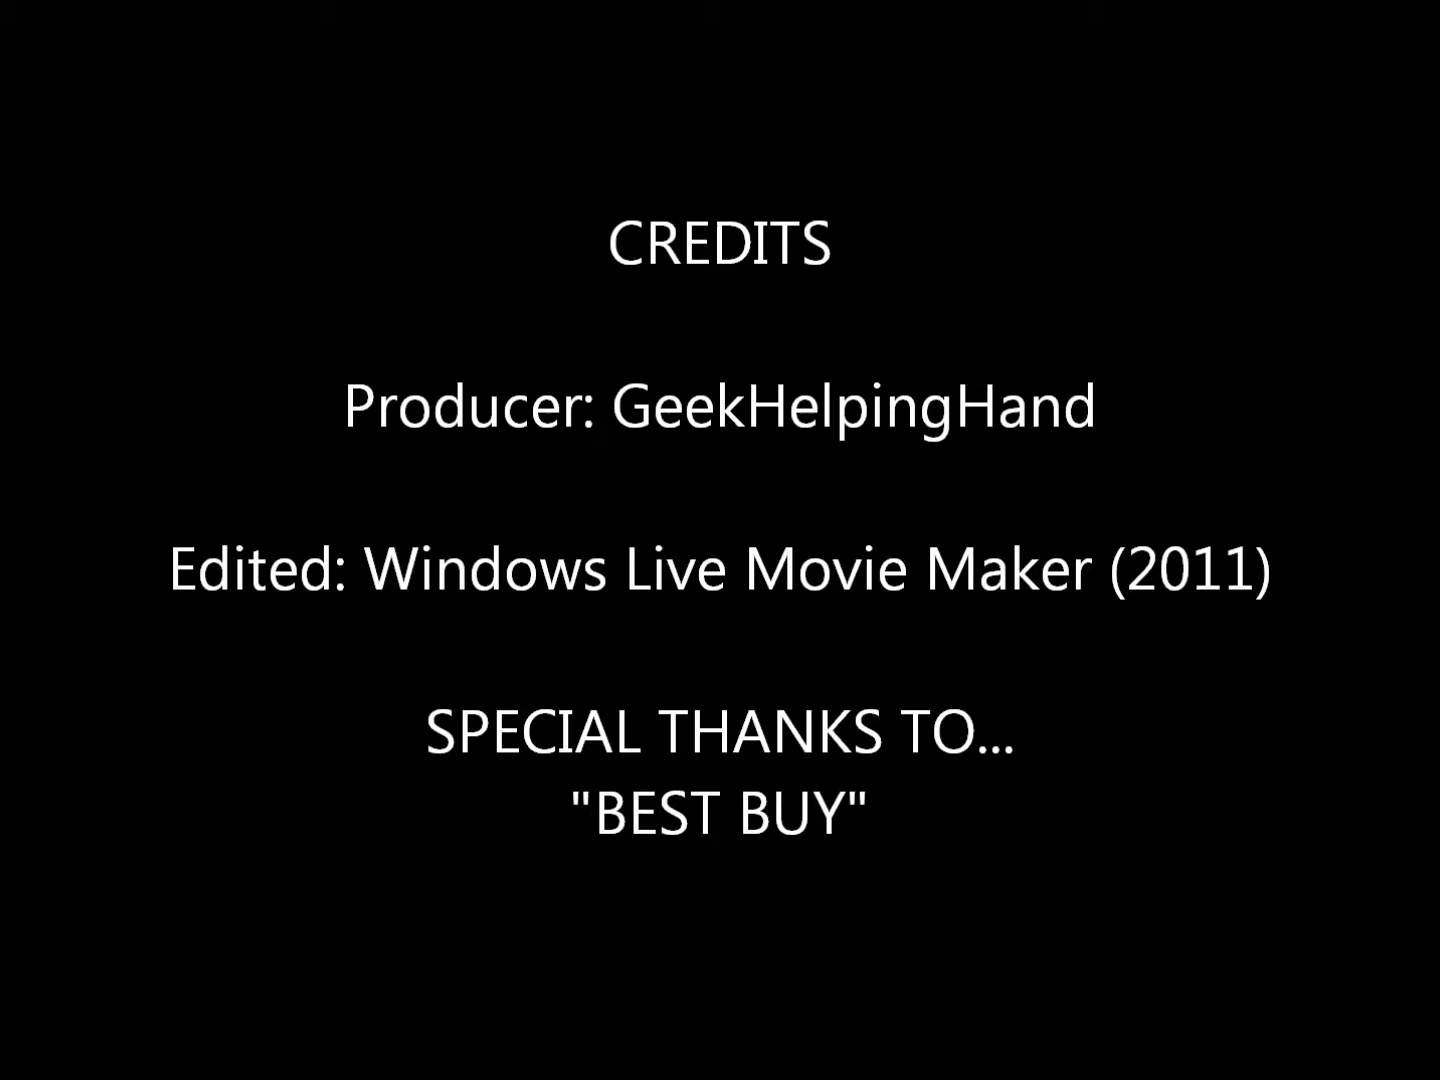 CREDITS
Producer: GeekHelpingHand
Edited: Windows Live Movie Maker (2011)
SPECIAL THANKS TO...
"BEST BUY"